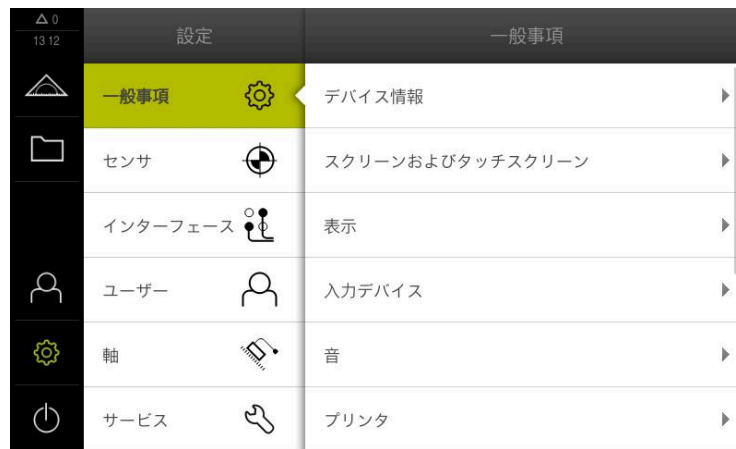 △ 0
13 12
設定
一般事項
一般事項
センサ
インターフェース
ユーザー
軸
サービス
デバイス情報
スクリーンおよびタッチスクリーン
表示
入力デバイス
音
プリンタ